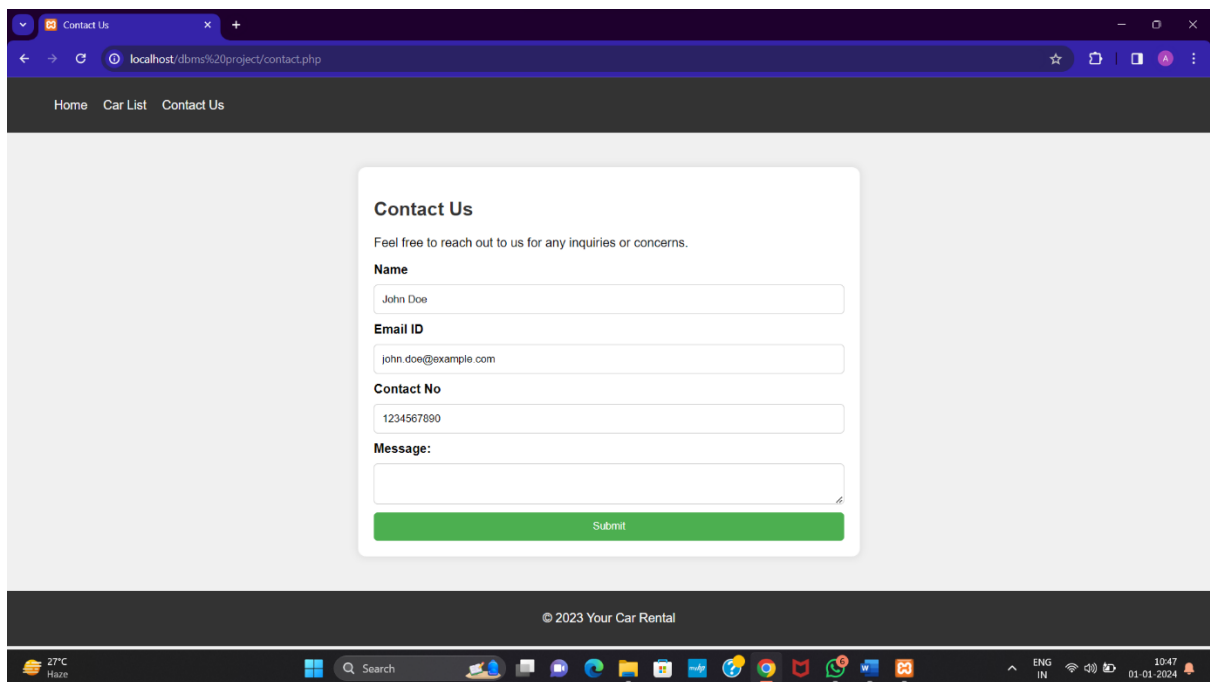 Contact Us
localhost/dbms%20project/contact.php
A
Home Car List Contact Us
Contact Us
Feel free to reach out to us for any inquiries or concerns.
Name
John Doe
Email ID
john.doe@example.com
Contact No
1234567890
Message:
Submit
© 2023 Your Car Rental
27°C
Haze
Search
6
W
ENG
IN
10:47
01-01-2024